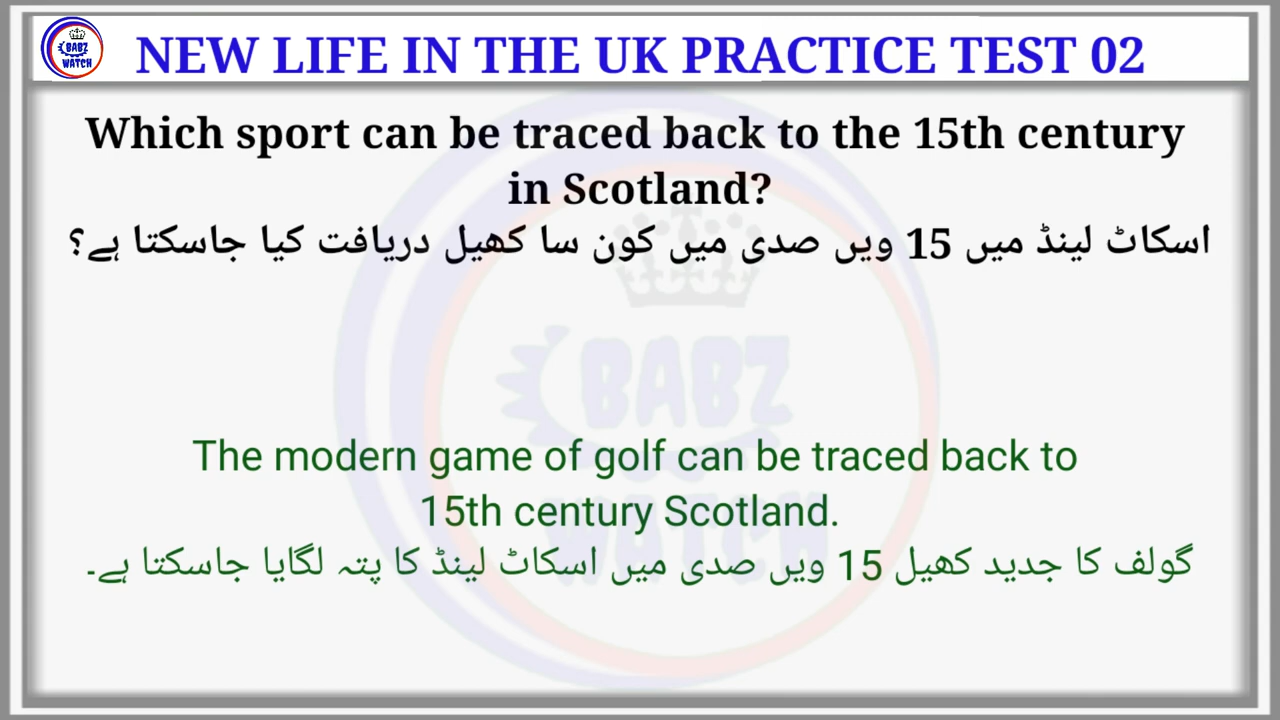 BABZ
WATCH
NEW LIFE IN THE UK PRACTICE TEST 02
Which sport can be traced back to the 15th century
in Scotland?
اسکاٹ لینڈ میں 15 ویں صدی میں کون سا کھیل دریافت کیا جاسکتا ہے؟
BABZ
WATCH
The modern game of golf can be traced back to
15th century Scotland.
گولف کا جدید کھیل 15 ویں صدی میں اسکاٹ لینڈ کا پتہ لگایا جاسکتا ہے۔